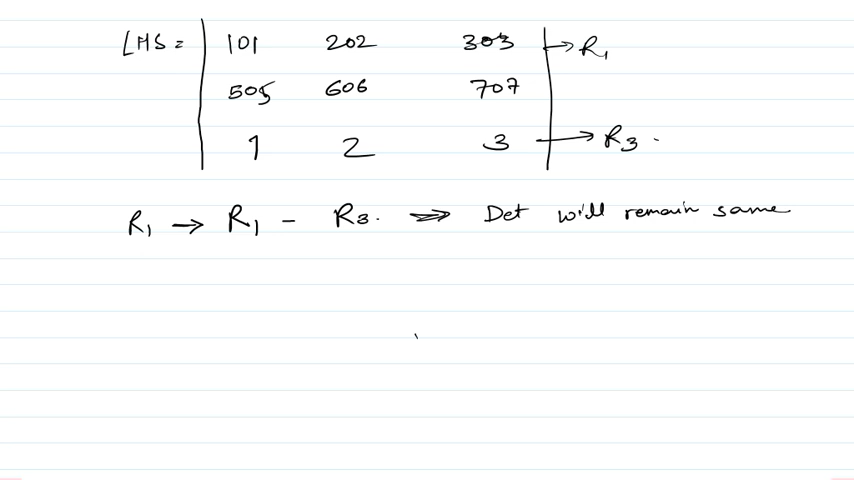 LHS = | 101 202 303 | → R₁
505 606 707
1 2 3 → R₃.
R₁ → R₁ - R₃. ⇒ Det will remain same